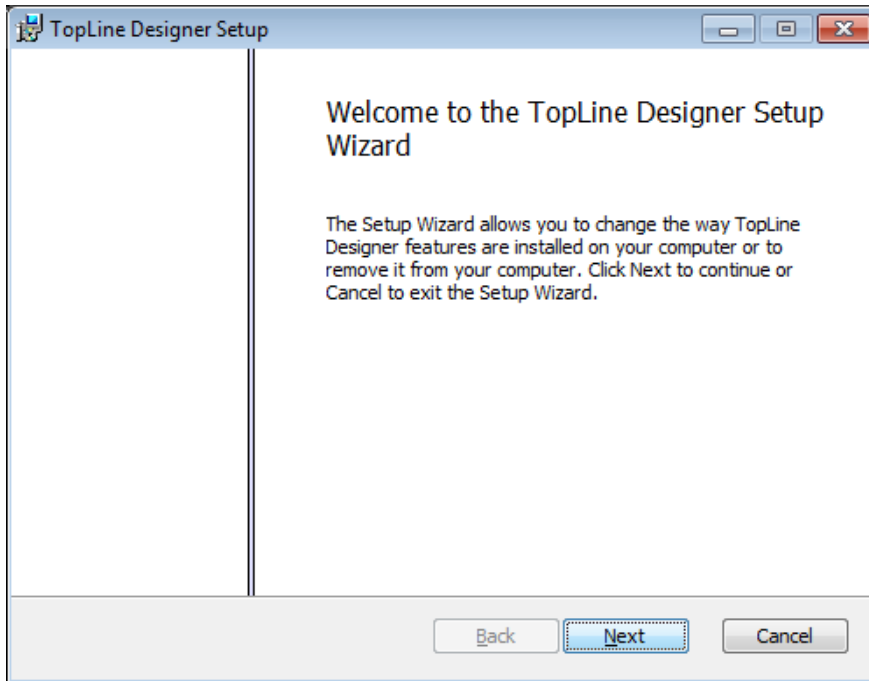 TopLine Designer Setup
Welcome to the TopLine Designer Setup
Wizard
The Setup Wizard allows you to change the way TopLine
Designer features are installed on your computer or to
remove it from your computer. Click Next to continue or
Cancel to exit the Setup Wizard.
Back Next Cancel